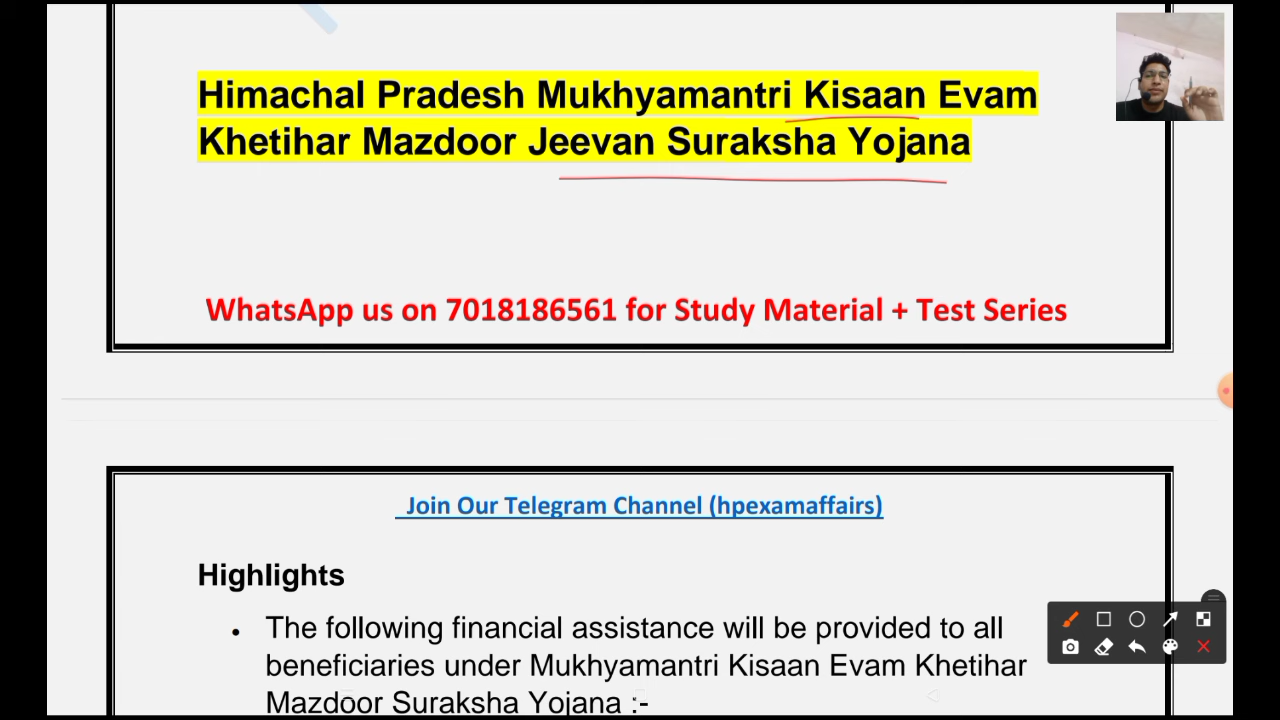 Himachal Pradesh Mukhyamantri Kisaan Evam
Khetihar Mazdoor Jeevan Suraksha Yojana
WhatsApp us on 7018186561 for Study Material + Test Series
Join Our Telegram Channel (hpexamaffairs)
Highlights
• The following financial assistance will be provided to all
beneficiaries under Mukhyamantri Kisaan Evam Khetihar
Mazdoor Suraksha Yojana :-